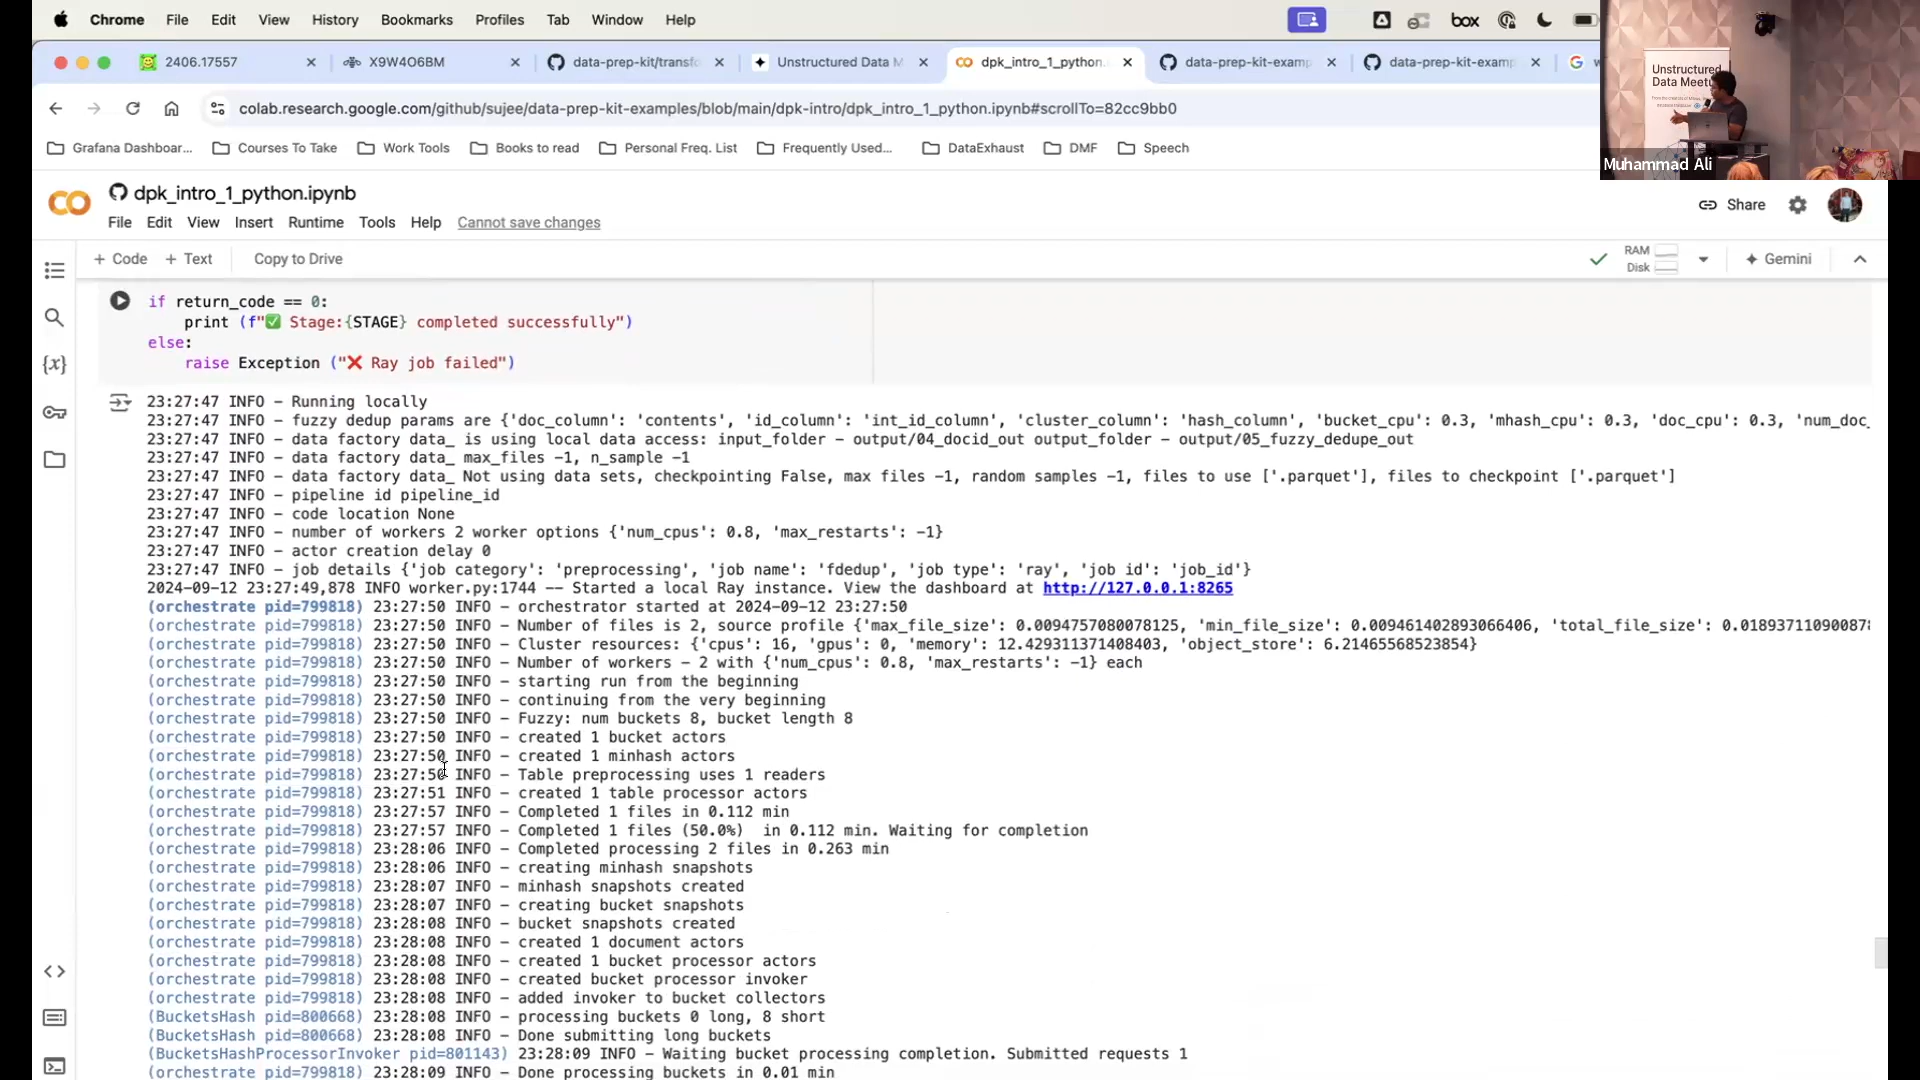 Chrome File Edit View History Bookmarks Profiles Tab Window Help box
2406.17557 X9W4O6BM data-prep-kit/transfo Unstructured Data M dpk_intro_1_python. data-prep-kit-examp data-prep-kit-examp
colab.research.google.com/github/sujee/data-prep-kit-examples/blob/main/dpk-intro/dpk_intro_1_python.ipynb#scrollTo=82cc9bb0
Grafana Dashboar... Courses To Take Work Tools Books to read Personal Freq. List Frequently Used... DataExhaust DMF Speech
Unstructured
Data Meetu
Muhammad Ali
dpk_intro_1_python.ipynb
File Edit View Insert Runtime Tools Help Cannot save changes
Share
+ Code + Text Copy to Drive
RAM
Disk
Gemini
if return_code == 0:
print (f"✅ Stage:{STAGE} completed successfully")
else:
raise Exception ("❌ Ray job failed")
23:27:47 INFO - Running locally
23:27:47 INFO - fuzzy dedup params are {'doc_column': 'contents', 'id_column': 'int_id_column', 'cluster_column': 'hash_column', 'bucket_cpu': 0.3, 'mhash_cpu': 0.3, 'doc_cpu': 0.3, 'num_doc_
23:27:47 INFO - data factory data_ is using local data access: input_folder - output/04_docid_out output_folder - output/05_fuzzy_dedupe_out
23:27:47 INFO - data factory data_ max_files -1, n_sample -1
23:27:47 INFO - data factory data_ Not using data sets, checkpointing False, max files -1, random samples -1, files to use ['.parquet'], files to checkpoint ['.parquet']
23:27:47 INFO - pipeline id pipeline_id
23:27:47 INFO - code location None
23:27:47 INFO - number of workers 2 worker options {'num_cpus': 0.8, 'max_restarts': -1}
23:27:47 INFO - actor creation delay 0
23:27:47 INFO - job details {'job category': 'preprocessing', 'job name': 'fdedup', 'job type': 'ray', 'job id': 'job_id'}
2024-09-12 23:27:49,878 INFO worker.py:1744 -- Started a local Ray instance. View the dashboard at http://127.0.0.1:8265
(orchestrate pid=799818) 23:27:50 INFO - orchestrator started at 2024-09-12 23:27:50
(orchestrate pid=799818) 23:27:50 INFO - Number of files is 2, source profile {'max_file_size': 0.0094757080078125, 'min_file_size': 0.009461402893066406, 'total_file_size': 0.018937110900878
(orchestrate pid=799818) 23:27:50 INFO - Cluster resources: {'cpus': 16, 'gpus': 0, 'memory': 12.429311371408403, 'object_store': 6.21465568523854}
(orchestrate pid=799818) 23:27:50 INFO - Number of workers - 2 with {'num_cpus': 0.8, 'max_restarts': -1} each
(orchestrate pid=799818) 23:27:50 INFO - starting run from the beginning
(orchestrate pid=799818) 23:27:50 INFO - continuing from the very beginning
(orchestrate pid=799818) 23:27:50 INFO - Fuzzy: num buckets 8, bucket length 8
(orchestrate pid=799818) 23:27:50 INFO - created 1 bucket actors
(orchestrate pid=799818) 23:27:50 INFO - created 1 minhash actors
(orchestrate pid=799818) 23:27:50 INFO - Table preprocessing uses 1 readers
(orchestrate pid=799818) 23:27:51 INFO - created 1 table processor actors
(orchestrate pid=799818) 23:27:57 INFO - Completed 1 files in 0.112 min
(orchestrate pid=799818) 23:27:57 INFO - Completed 1 files (50.0%)  in 0.112 min. Waiting for completion
(orchestrate pid=799818) 23:28:06 INFO - Completed processing 2 files in 0.263 min
(orchestrate pid=799818) 23:28:06 INFO - creating minhash snapshots
(orchestrate pid=799818) 23:28:07 INFO - minhash snapshots created
(orchestrate pid=799818) 23:28:07 INFO - creating bucket snapshots
(orchestrate pid=799818) 23:28:08 INFO - bucket snapshots created
(orchestrate pid=799818) 23:28:08 INFO - created 1 document actors
(orchestrate pid=799818) 23:28:08 INFO - created 1 bucket processor actors
(orchestrate pid=799818) 23:28:08 INFO - created bucket processor invoker
(orchestrate pid=799818) 23:28:08 INFO - added invoker to bucket collectors
(BucketsHash pid=800668) 23:28:08 INFO - processing buckets 0 long, 8 short
(BucketsHash pid=800668) 23:28:08 INFO - Done submitting long buckets
(BucketsHashProcessorInvoker pid=801143) 23:28:09 INFO - Waiting bucket processing completion. Submitted requests 1
(orchestrate pid=799818) 23:28:09 INFO - Done processing buckets in 0.01 min